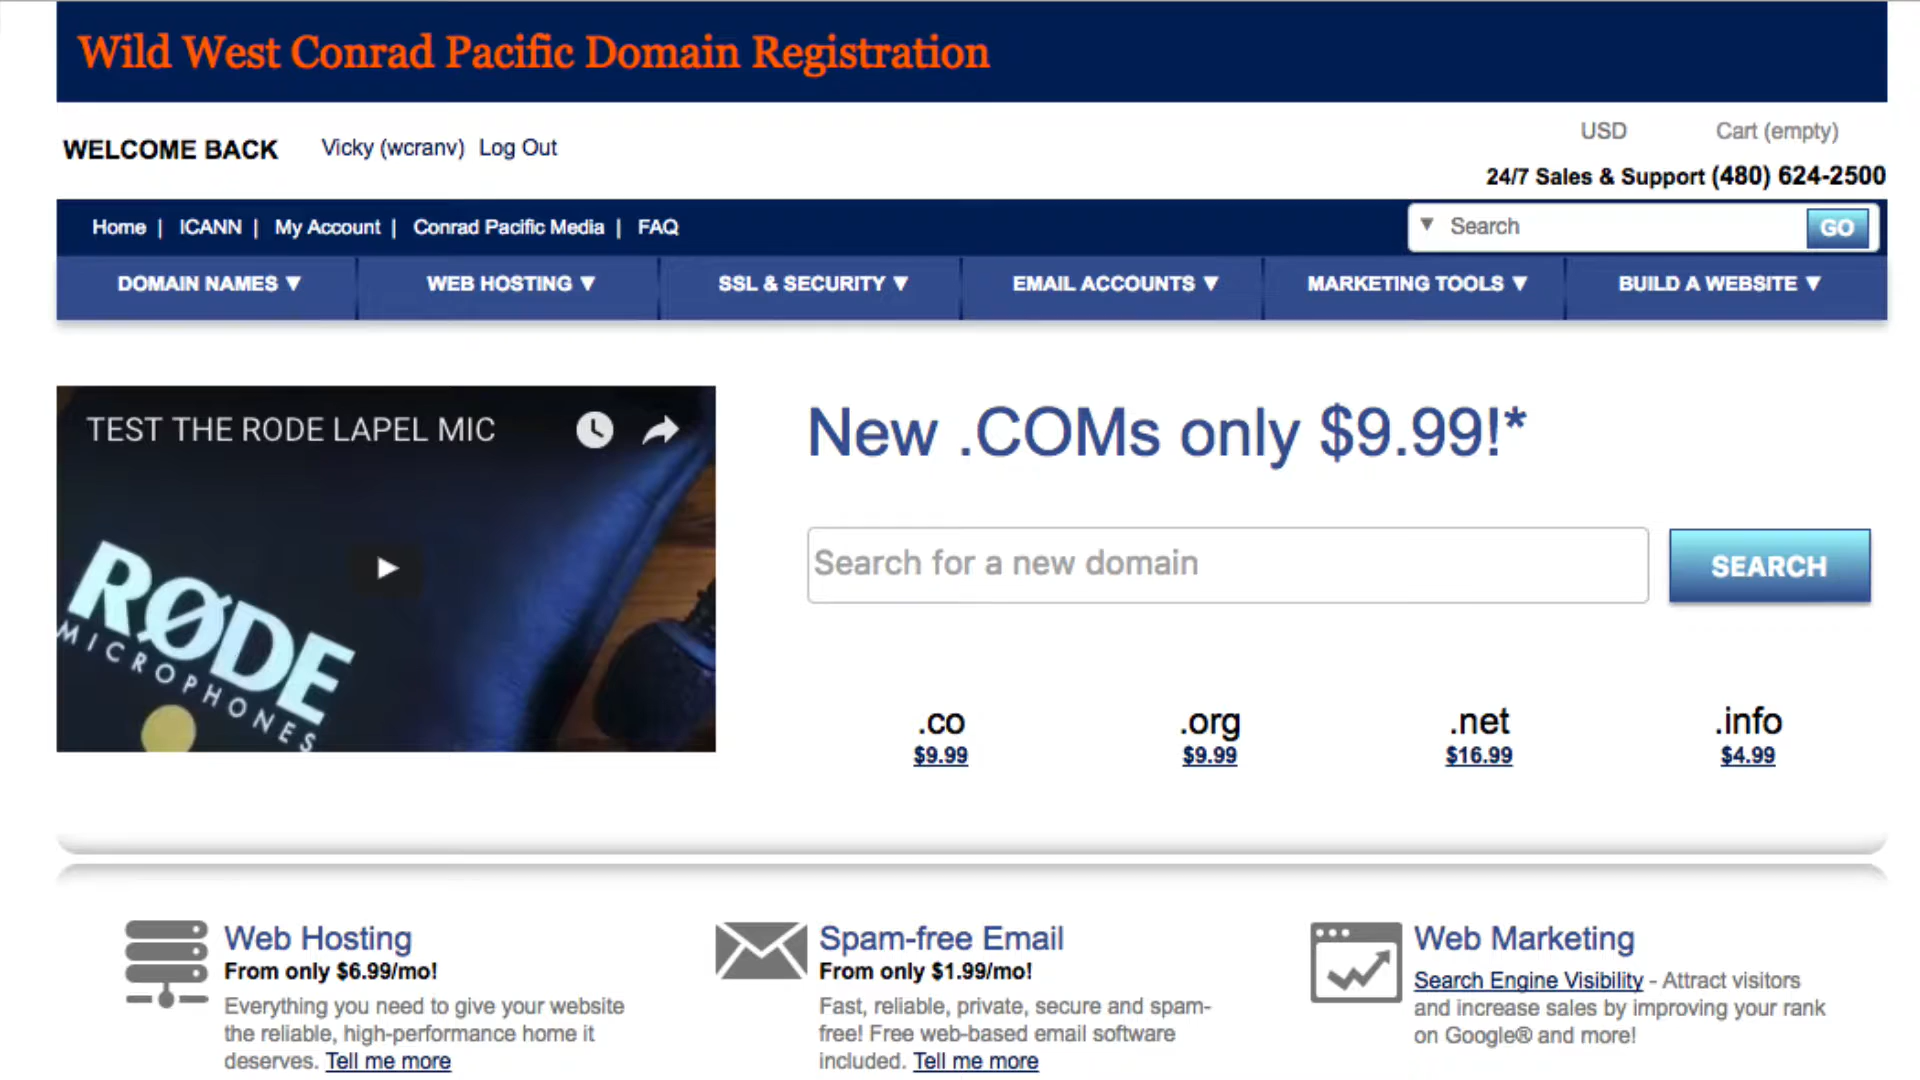 Wild West Conrad Pacific Domain Registration
WELCOME BACK Vicky (wcranv) Log Out
USD Cart (empty)
24/7 Sales & Support (480) 624-2500
Home | ICANN | My Account | Conrad Pacific Media | FAQ
▼ Search GO
DOMAIN NAMES ▼ WEB HOSTING ▼ SSL & SECURITY ▼ EMAIL ACCOUNTS ▼ MARKETING TOOLS ▼ BUILD A WEBSITE ▼
TEST THE RODE LAPEL MIC
RØDE
MICROPHONES
New .COMs only $9.99!*
Search for a new domain SEARCH
.co .org .net .info
$9.99 $9.99 $16.99 $4.99
Web Hosting
From only $6.99/mo!
Everything you need to give your website
the reliable, high-performance home it
deserves. Tell me more
Spam-free Email
From only $1.99/mo!
Fast, reliable, private, secure and spam-
free! Free web-based email software
included. Tell me more
Web Marketing
Search Engine Visibility - Attract visitors
and increase sales by improving your rank
on Google® and more!